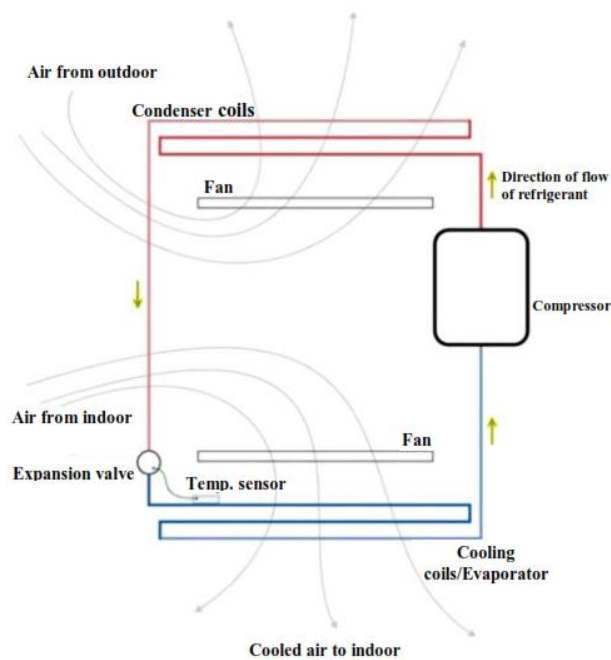 Air from outdoor
Condenser coils
Fan
Direction of flow
of refrigerant
Compressor
Air from indoor
Fan
Expansion valve
Temp. sensor
Cooling
coils/Evaporator
Cooled air to indoor